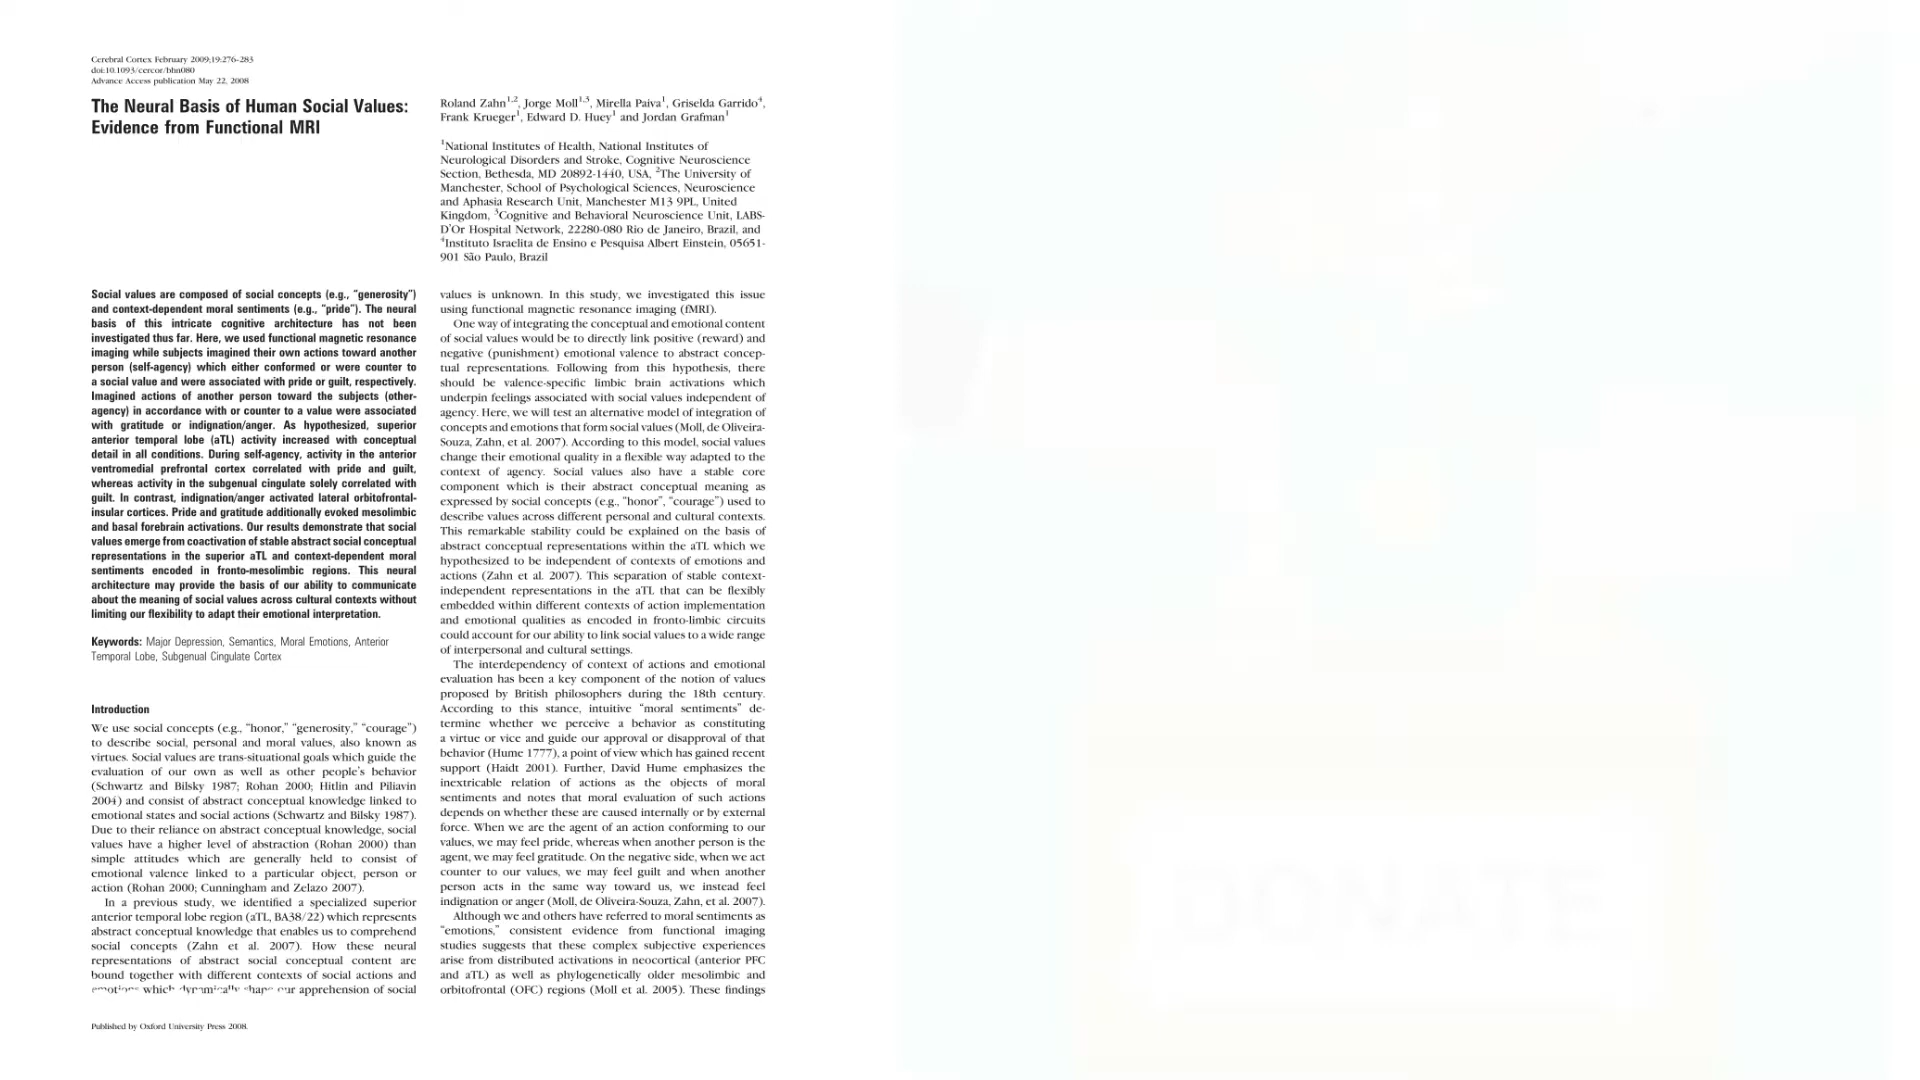 Cerebral Cortex February 2009;19:276-283
doi:10.1093/cercor/bhn080
Advance Access publication May 22, 2008
The Neural Basis of Human Social Values:
Evidence from Functional MRI
Roland Zahn1,2, Jorge Moll1,3, Mirella Paiva1, Griselda Garrido4,
Frank Krueger1, Edward D. Huey1 and Jordan Grafman1
1National Institutes of Health, National Institutes of
Neurological Disorders and Stroke, Cognitive Neuroscience
Section, Bethesda, MD 20892-1440, USA, 2The University of
Manchester, School of Psychological Sciences, Neuroscience
and Aphasia Research Unit, Manchester M13 9PL, United
Kingdom, 3Cognitive and Behavioral Neuroscience Unit, LABS-
D'Or Hospital Network, 22280-080 Rio de Janeiro, Brazil, and
4Instituto Israelita de Ensino e Pesquisa Albert Einstein, 05651-
901 São Paulo, Brazil
Social values are composed of social concepts (e.g., "generosity")
and context-dependent moral sentiments (e.g., "pride"). The neural
basis of this intricate cognitive architecture has not been
investigated thus far. Here, we used functional magnetic resonance
imaging while subjects imagined their own actions toward another
person (self-agency) which either conformed or were counter to
a social value and were associated with pride or guilt, respectively.
Imagined actions of another person toward the subjects (other-
agency) in accordance with or counter to a value were associated
with gratitude or indignation/anger. As hypothesized, superior
anterior temporal lobe (aTL) activity increased with conceptual
detail in all conditions. During self-agency, activity in the anterior
ventromedial prefrontal cortex correlated with pride and guilt,
whereas activity in the subgenual cingulate solely correlated with
guilt. In contrast, indignation/anger activated lateral orbitofrontal-
insular cortices. Pride and gratitude additionally evoked mesolimbic
and basal forebrain activations. Our results demonstrate that social
values emerge from coactivation of stable abstract social conceptual
representations in the superior aTL and context-dependent moral
sentiments encoded in fronto-mesolimbic regions. This neural
architecture may provide the basis of our ability to communicate
about the meaning of social values across cultural contexts without
limiting our flexibility to adapt their emotional interpretation.
Keywords: Major Depression, Semantics, Moral Emotions, Anterior
Temporal Lobe, Subgenual Cingulate Cortex
Introduction
We use social concepts (e.g., "honor," "generosity," "courage")
to describe social, personal and moral values, also known as
virtues. Social values are trans-situational goals which guide the
evaluation of our own as well as other people's behavior
(Schwartz and Bilsky 1987; Rohan 2000; Hitlin and Piliavin
2004) and consist of abstract conceptual knowledge linked to
emotional states and social actions (Schwartz and Bilsky 1987).
Due to their reliance on abstract conceptual knowledge, social
values have a higher level of abstraction (Rohan 2000) than
simple attitudes which are generally held to consist of
emotional valence linked to a particular object, person or
action (Rohan 2000; Cunningham and Zelazo 2007).
In a previous study, we identified a specialized superior
anterior temporal lobe region (aTL, BA38/22) which represents
abstract conceptual knowledge that enables us to comprehend
social concepts (Zahn et al. 2007). How these neural
representations of abstract social conceptual content are
bound together with different contexts of social actions and
emotions which dynamically shape our apprehension of social
values is unknown. In this study, we investigated this issue
using functional magnetic resonance imaging (fMRI).
One way of integrating the conceptual and emotional content
of social values would be to directly link positive (reward) and
negative (punishment) emotional valence to abstract concep-
tual representations. Following from this hypothesis, there
should be valence-specific limbic brain activations which
underpin feelings associated with social values independent of
agency. Here, we will test an alternative model of integration of
concepts and emotions that form social values (Moll, de Oliveira-
Souza, Zahn, et al. 2007). According to this model, social values
change their emotional quality in a flexible way adapted to the
context of agency. Social values also have a stable core
component which is their abstract conceptual meaning as
expressed by social concepts (e.g., "honor", "courage") used to
describe values across different personal and cultural contexts.
This remarkable stability could be explained on the basis of
abstract conceptual representations within the aTL which we
hypothesized to be independent of contexts of emotions and
actions (Zahn et al. 2007). This separation of stable context-
independent representations in the aTL that can be flexibly
embedded within different contexts of action implementation
and emotional qualities as encoded in fronto-limbic circuits
could account for our ability to link social values to a wide range
of interpersonal and cultural settings.
The interdependency of context of actions and emotional
evaluation has been a key component of the notion of values
proposed by British philosophers during the 18th century.
According to this stance, intuitive "moral sentiments" de-
termine whether we perceive a behavior as constituting
a virtue or vice and guide our approval or disapproval of that
behavior (Hume 1777), a point of view which has gained recent
support (Haidt 2001). Further, David Hume emphasizes the
inextricable relation of actions as the objects of moral
sentiments and notes that moral evaluation of such actions
depends on whether these are caused internally or by external
force. When we are the agent of an action conforming to our
values, we may feel pride, whereas when another person is the
agent, we may feel gratitude. On the negative side, when we act
counter to our values, we may feel guilt and when another
person acts in the same way toward us, we instead feel
indignation or anger (Moll, de Oliveira-Souza, Zahn, et al. 2007).
Although we and others have referred to moral sentiments as
"emotions," consistent evidence from functional imaging
studies suggests that these complex subjective experiences
arise from distributed activations in neocortical (anterior PFC
and aTL) as well as phylogenetically older mesolimbic and
orbitofrontal (OFC) regions (Moll et al. 2005). These findings
Published by Oxford University Press 2008.
DONATE